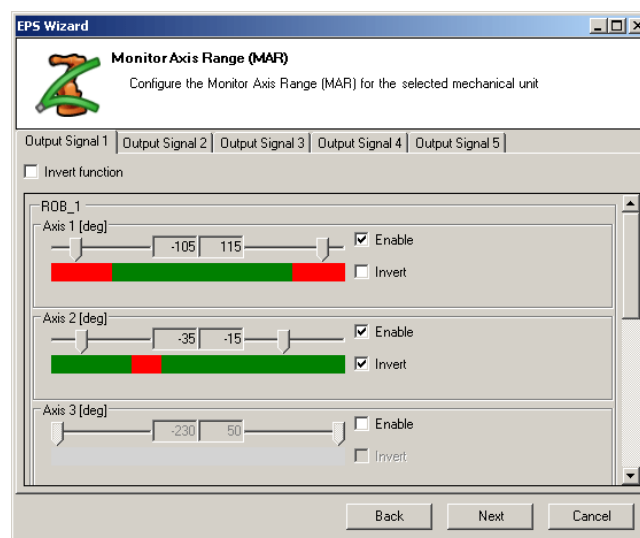 EPS Wizard
Monitor Axis Range (MAR)
Configure the Monitor Axis Range (MAR) for the selected mechanical unit
Output Signal 1 Output Signal 2 Output Signal 3 Output Signal 4 Output Signal 5
Invert function
ROB_1
Axis 1 [deg]
-105 115 Enable
Invert
Axis 2 [deg]
-35 -15 Enable
Invert
Axis 3 [deg]
-230 50 Enable
Invert
Back Next Cancel